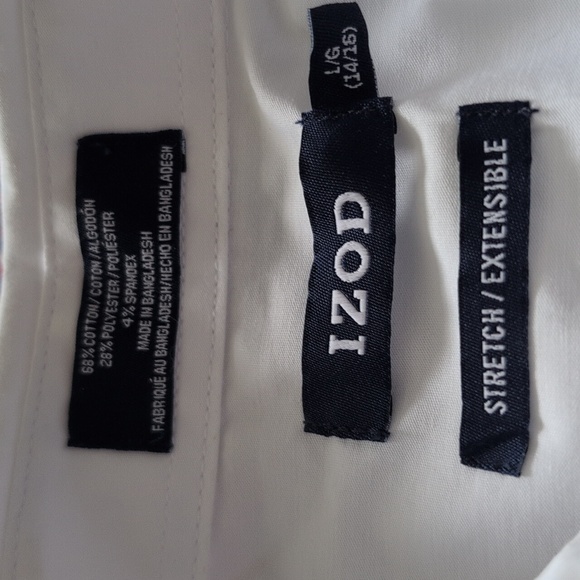 L/G
(14/16)
IZOD
STRETCH / EXTENSIBLE
68% COTTON / COTON / ALGODÓN
28% POLYESTER / POLIÉSTER
4% SPANDEX
MADE IN BANGLADESH
FABRIQUÉ AU BANGLADESH/HECHO EN BANGLADESH